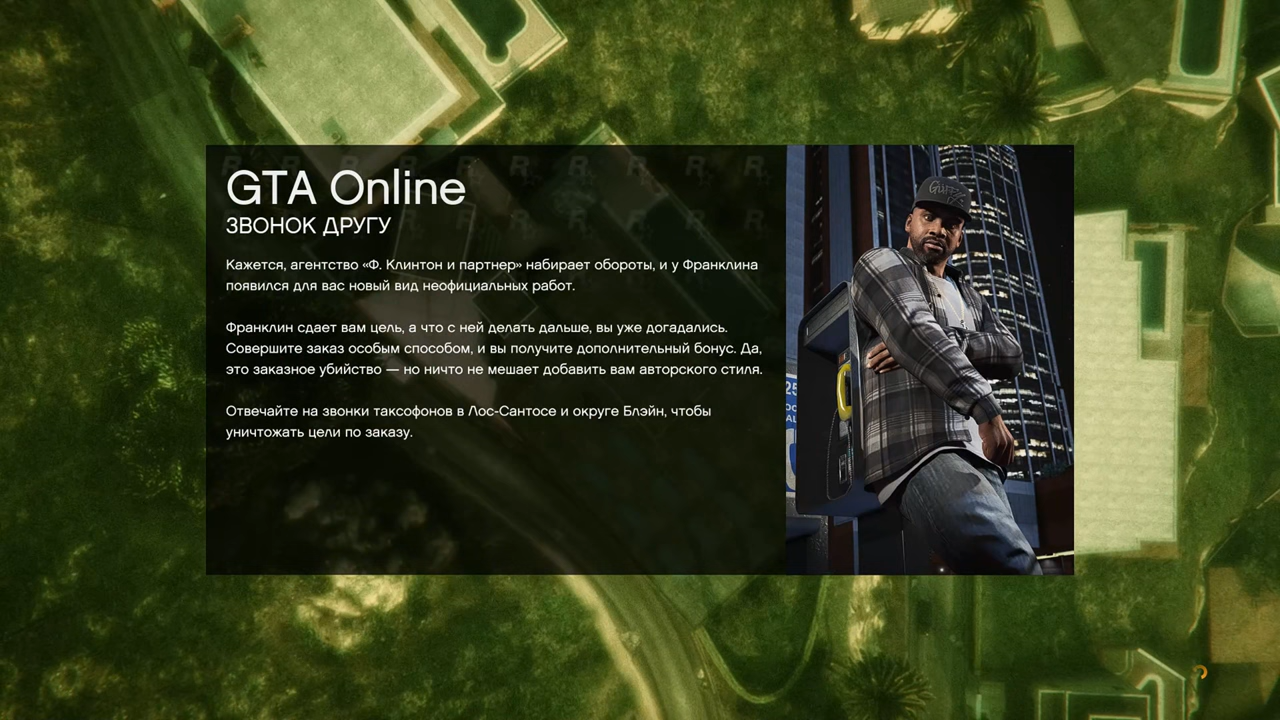 GTA Online
ЗВОНОК ДРУГУ
Кажется, агентство «Ф. Клинтон и партнер» набирает обороты, и у Франклина
появился для вас новый вид неофициальных работ.
Франклин сдает вам цель, а что с ней делать дальше, вы уже догадались.
Совершите заказ особым способом, и вы получите дополнительный бонус. Да,
это заказное убийство — но ничто не мешает добавить вам авторского стиля.
Отвечайте на звонки таксофонов в Лос-Сантосе и округе Блэйн, чтобы
уничтожать цели по заказу.